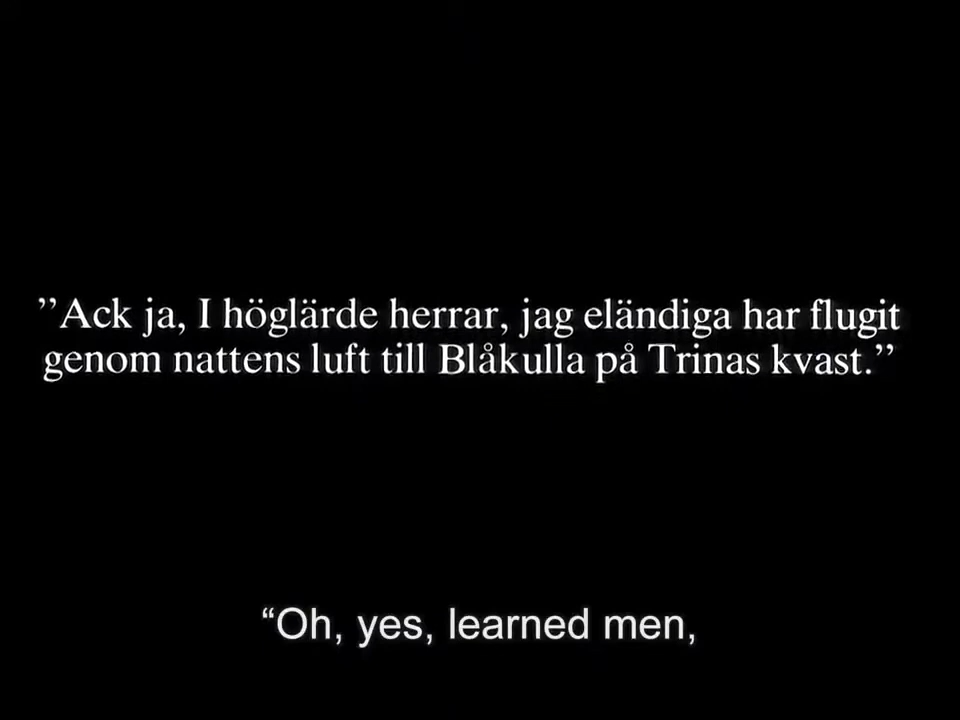 ”Ack ja, I höglärde herrar, jag eländiga har flugit
genom nattens luft till Blåkulla på Trinas kvast.”
“Oh, yes, learned men,